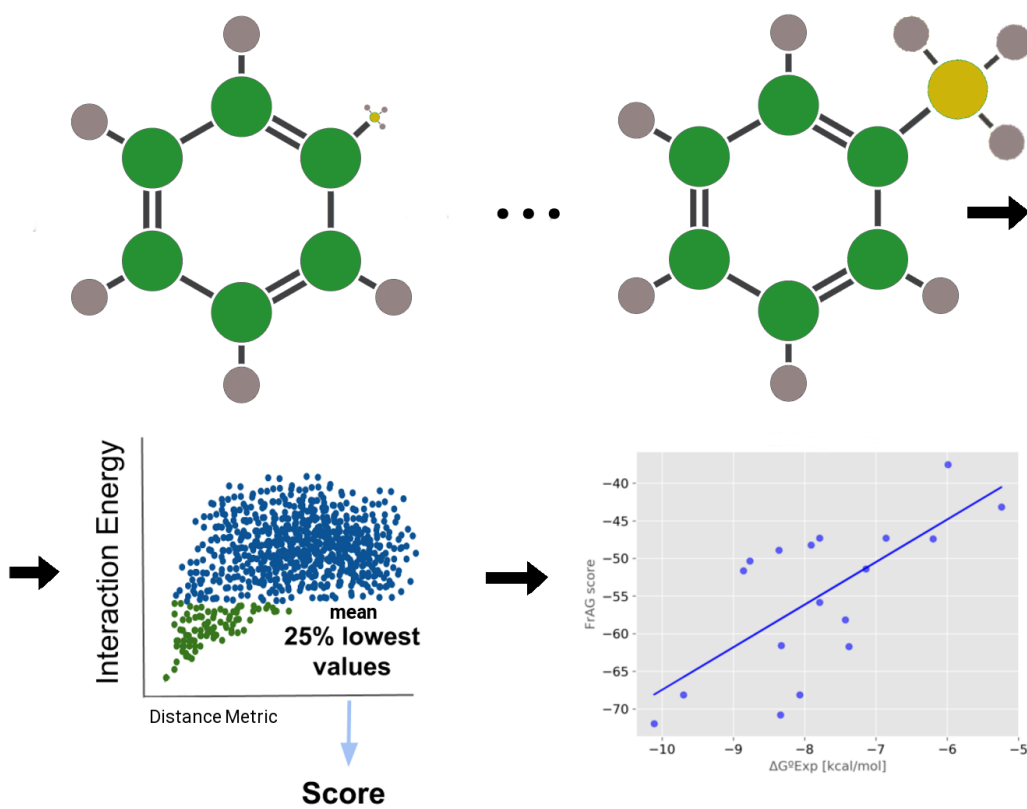 Interaction Energy
mean
25% lowest
values
Distance Metric
Score
FrAG score
−40
−45
−50
−55
−60
−65
−70
−10
−9
−8
−7
−6
−5
ΔGºExp [kcal/mol]